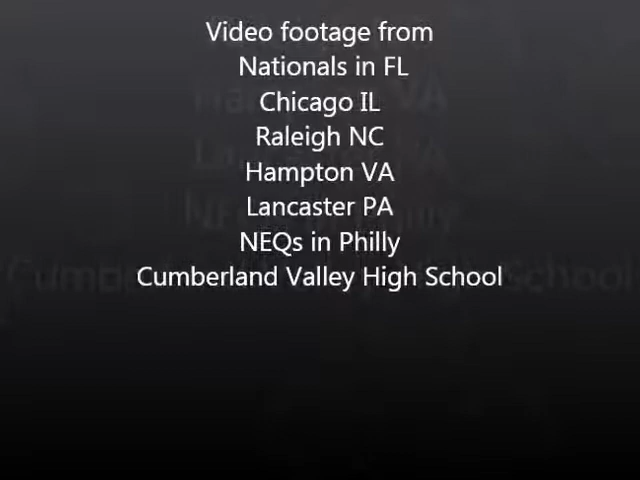 Video footage from
Nationals in FL
Chicago IL
Raleigh NC
Hampton VA
Lancaster PA
NEQs in Philly
Cumberland Valley High School